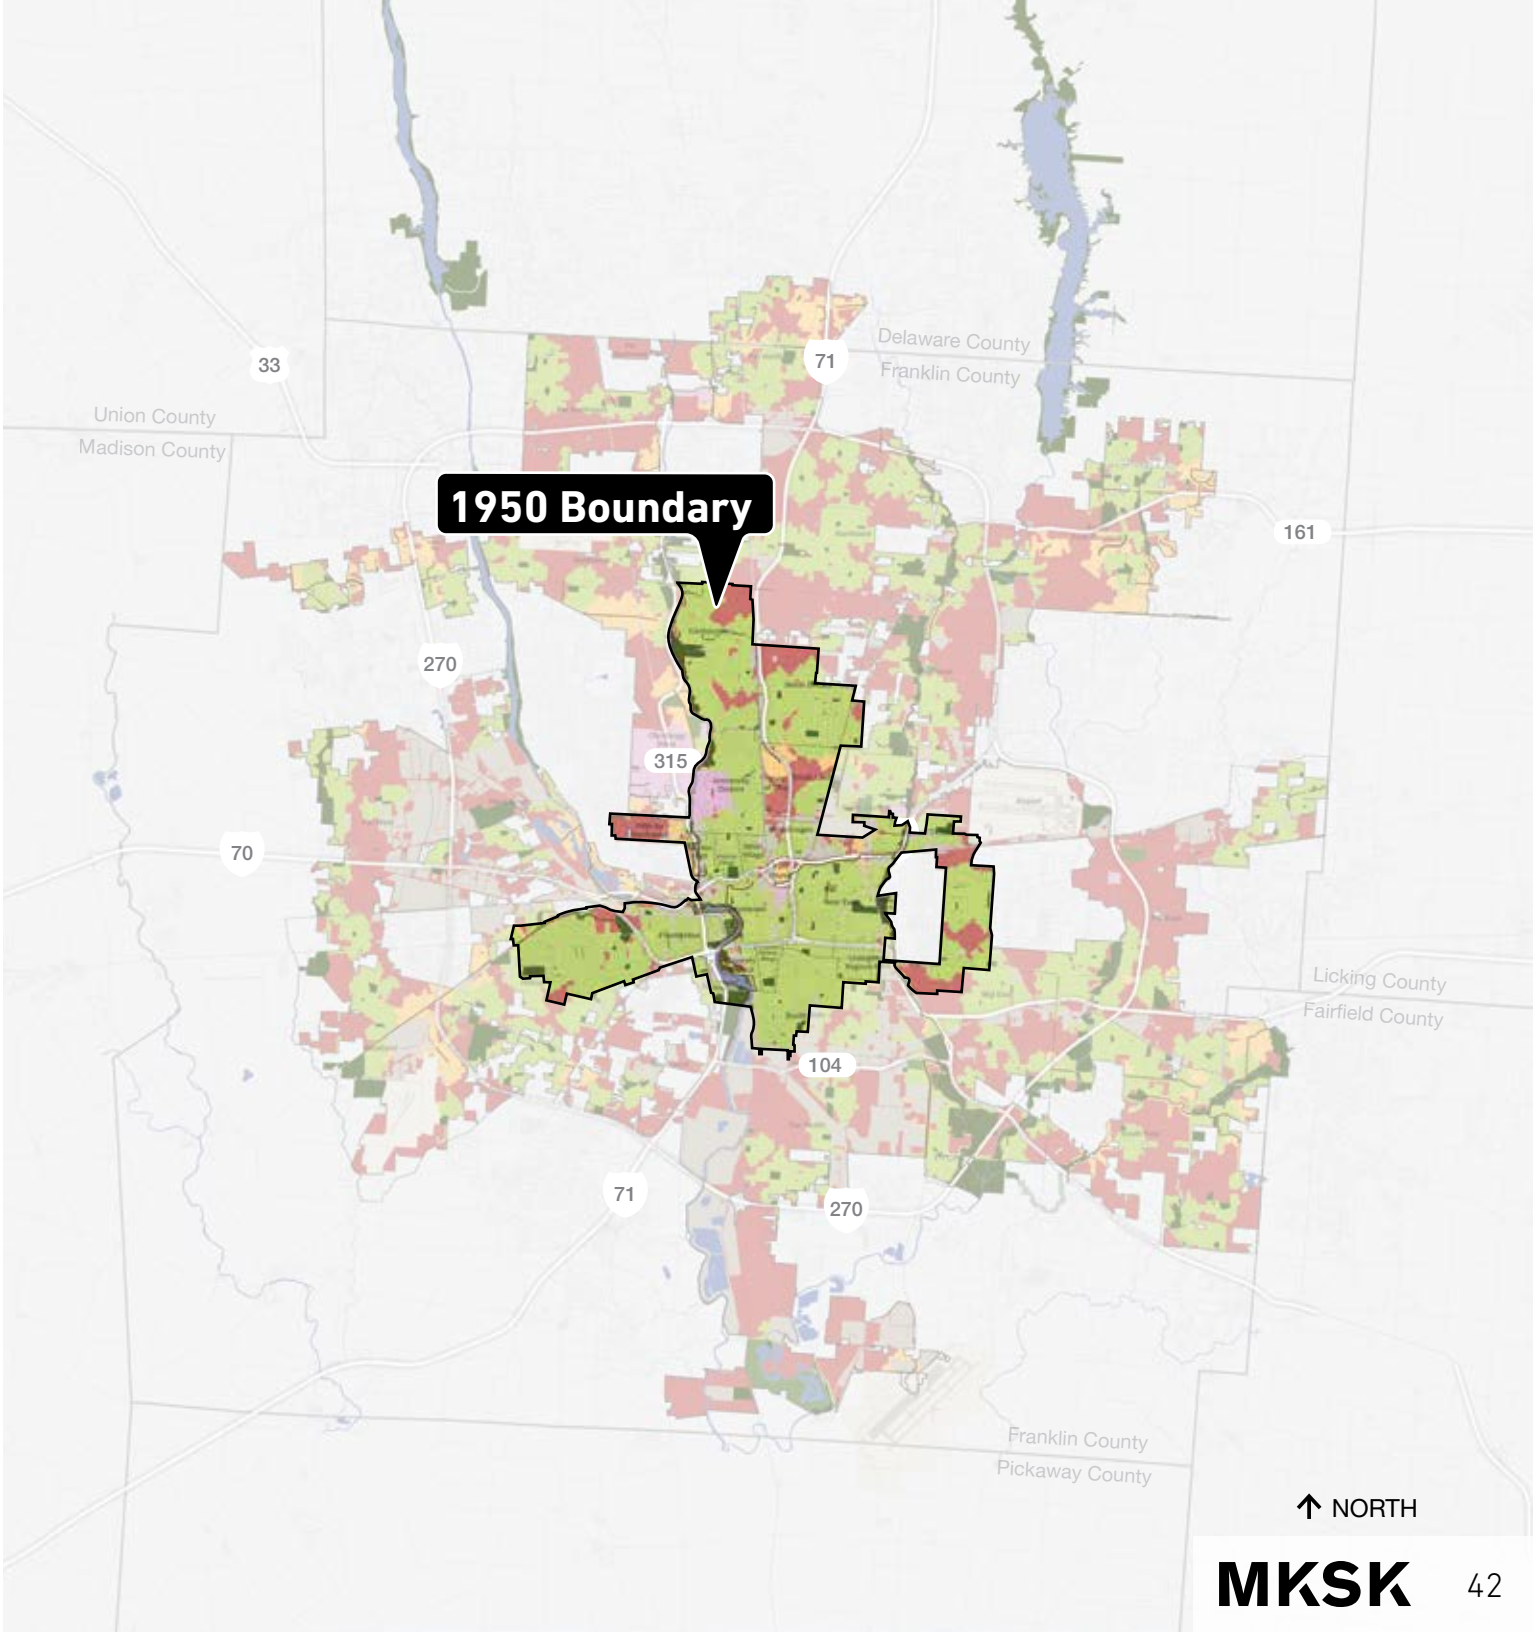 Delaware County
71
33
Franklin County
Union County
Madison County
1950 Boundary
161
270
315
70
Licking County
Fairfield County
104
71
270
Franklin County
Pickaway County
NORTH
MKSK
42